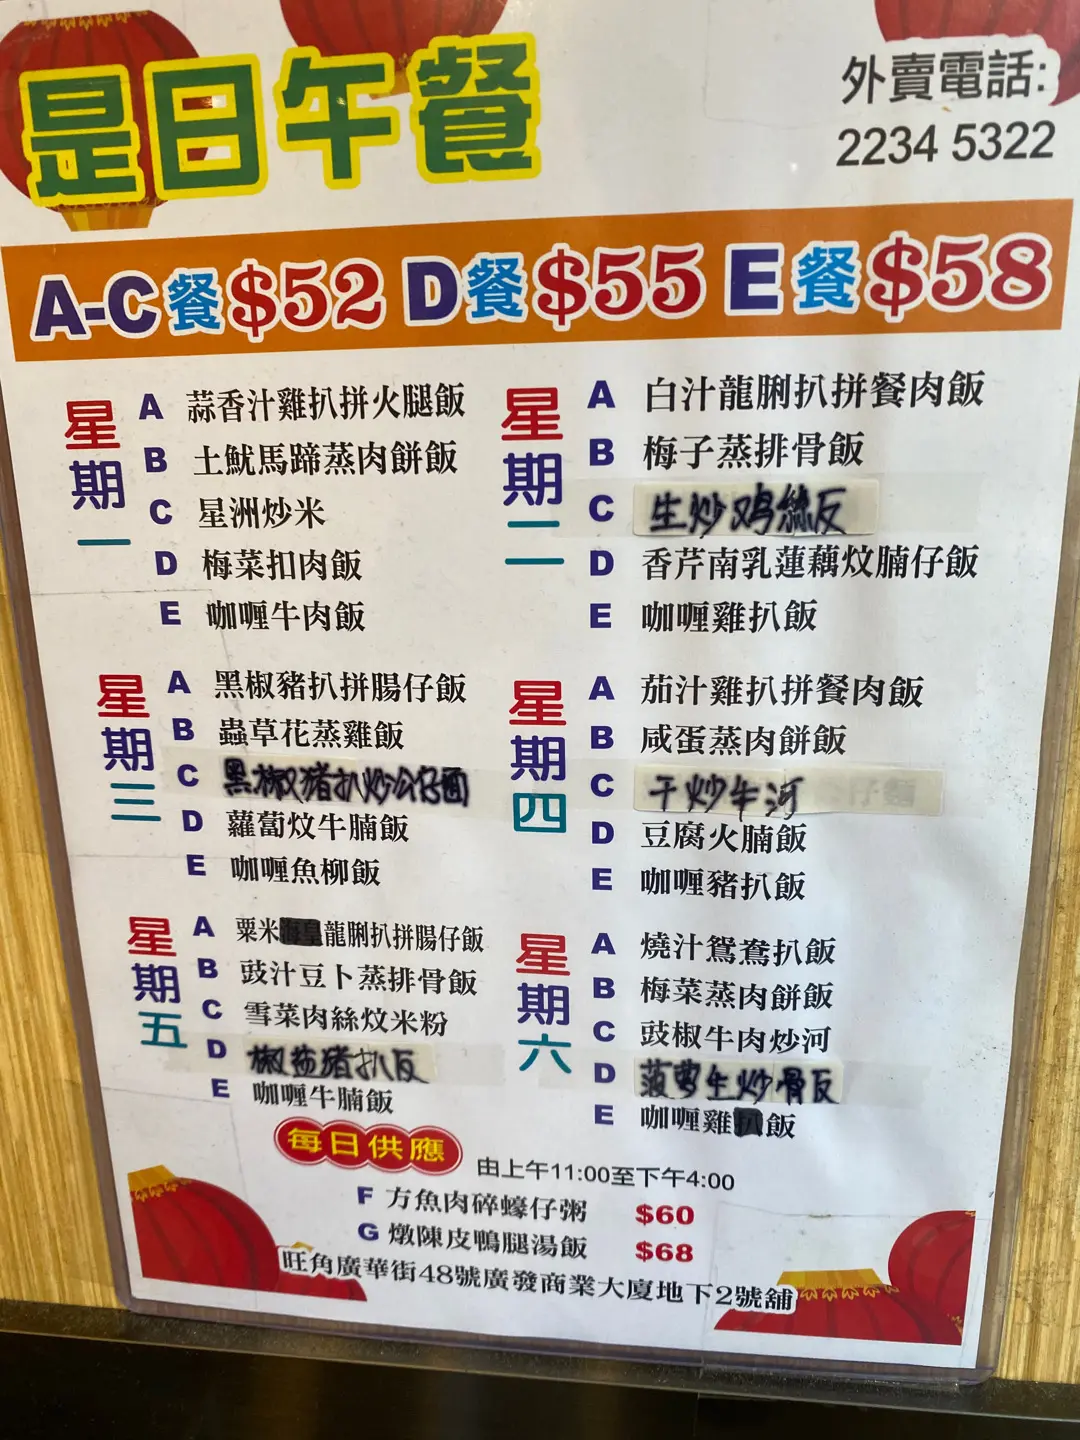 是日午餐
外賣電話:
2234 5322
A-C餐$52 D餐$55 E餐$58
星期一
A 蒜香汁雞扒拼火腿飯
B 土魷馬蹄蒸肉餅飯
C 星洲炒米
D 梅菜扣肉飯
E 咖喱牛肉飯
星期二
A 白汁龍脷扒拼餐肉飯
B 梅子蒸排骨飯
C 生炒鸡絲反
D 香芹南乳蓮藕炆腩仔飯
E 咖喱雞扒飯
星期三
A 黑椒豬扒拼腸仔飯
B 蟲草花蒸雞飯
C 黑椒猪扒炒公仔面
D 蘿蔔炆牛腩飯
E 咖喱魚柳飯
星期四
A 茄汁雞扒拼餐肉飯
B 咸蛋蒸肉餅飯
C 干炒牛河 仔麵
D 豆腐火腩飯
E 咖喱豬扒飯
星期五
A 粟米海皇龍脷扒拼腸仔飯
B 豉汁豆卜蒸排骨飯
C 雪菜肉絲炆米粉
D 椒盐猪扒反
E 咖喱牛腩飯
星期六
A 燒汁鴛鴦扒飯
B 梅菜蒸肉餅飯
C 豉椒牛肉炒河
D 菠萝生炒骨反
E 咖喱雞扒飯
每日供應 由上午11:00至下午4:00
F 方魚肉碎蠔仔粥 $60
G 燉陳皮鴨腿湯飯 $68
旺角廣華街48號廣發商業大廈地下2號舖